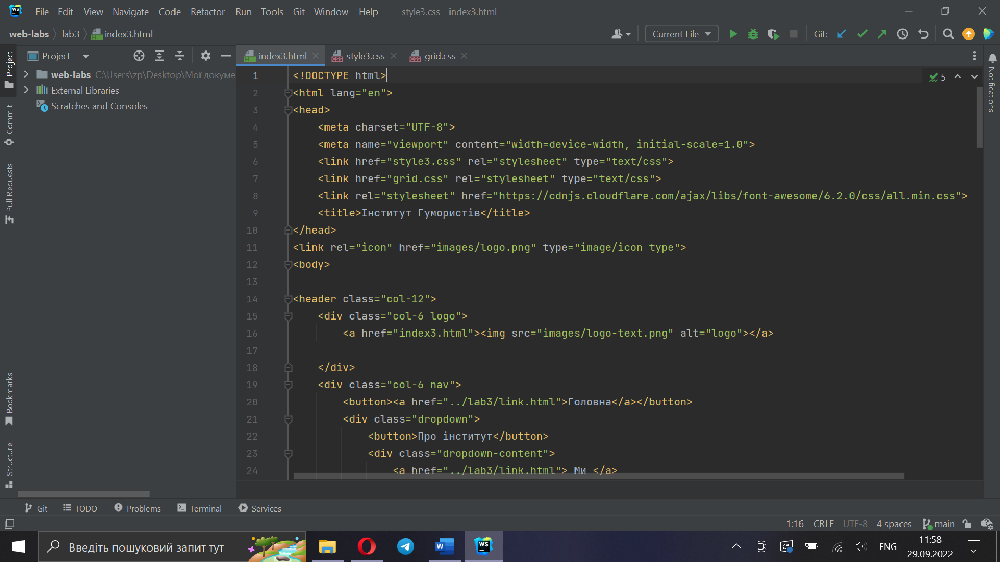 WS File Edit View Navigate Code Refactor Run Tools Git Window Help style3.css - index3.html
web-labs lab3 index3.html Current File Git:
Project index3.html style3.css grid.css
web-labs C:\Users\zp\Desktop\Мої докуме
External Libraries
Scratches and Consoles
Project
Commit
Pull Requests
Bookmarks
Structure
1 <!DOCTYPE html>
2 <html lang="en">
3 <head>
4 <meta charset="UTF-8">
5 <meta name="viewport" content="width=device-width, initial-scale=1.0">
6 <link href="style3.css" rel="stylesheet" type="text/css">
7 <link href="grid.css" rel="stylesheet" type="text/css">
8 <link rel="stylesheet" href="https://cdnjs.cloudflare.com/ajax/libs/font-awesome/6.2.0/css/all.min.css">
9 <title>Інститут Гумористів</title>
10 </head>
11 <link rel="icon" href="images/logo.png" type="image/icon type">
12 <body>
13
14 <header class="col-12">
15 <div class="col-6 logo">
16 <a href="index3.html"><img src="images/logo-text.png" alt="logo"></a>
17
18 </div>
19 <div class="col-6 nav">
20 <button><a href="../lab3/link.html">Головна</a></button>
21 <div class="dropdown">
22 <button>Про інститут</button>
23 <div class="dropdown-content">
24 <a href="../lab3/link.html"> Ми </a>
5
Notifications
Git TODO Problems Terminal Services
1:16 CRLF UTF-8 4 spaces main
Введіть пошуковий запит тут W WS ENG 11:58
29.09.2022